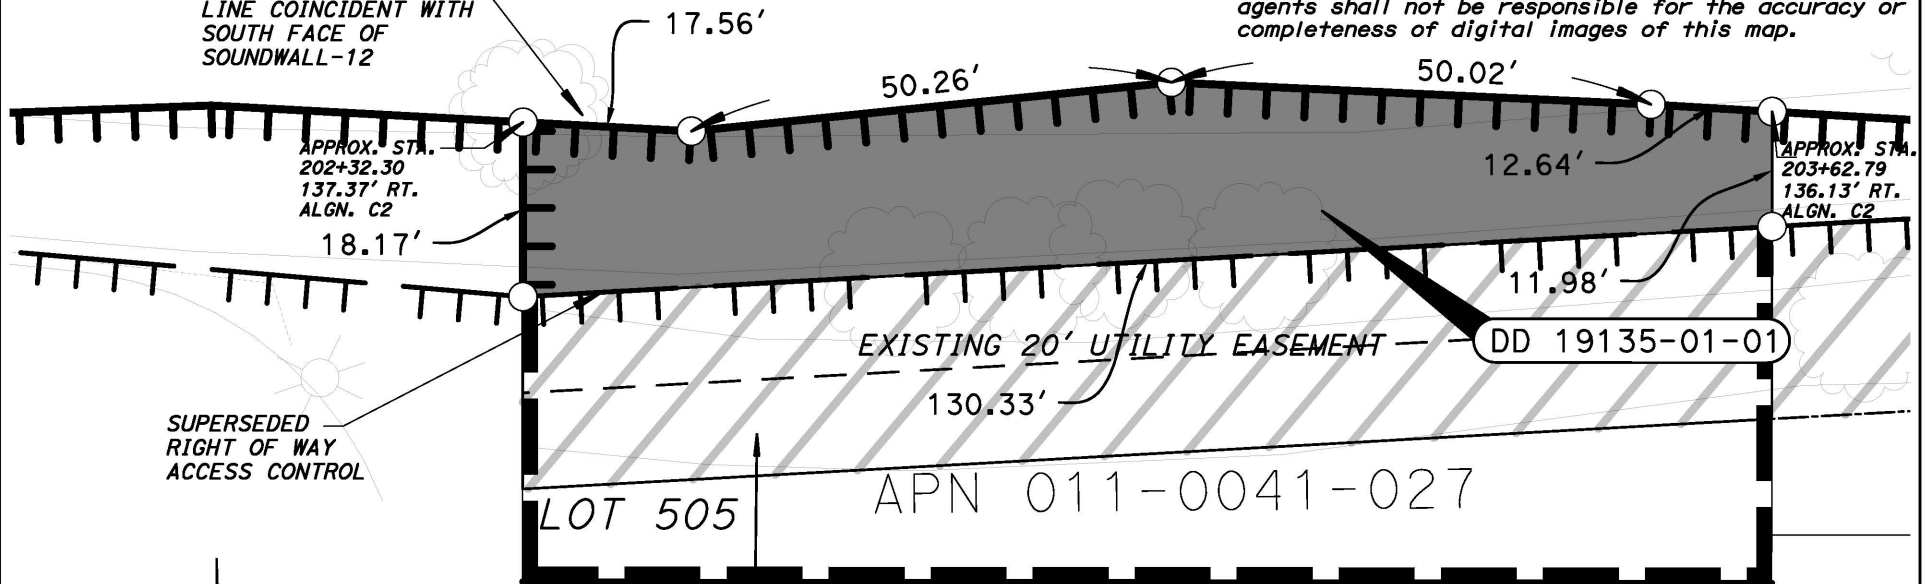 LINE COINCIDENT WITH
SOUTH FACE OF
SOUNDWALL-12
17.56'
agents shall not be responsible for the accuracy or
completeness of digital images of this map.
50.26'
50.02'
APPROX. STA.
202+32.30
137.37' RT.
ALGN. C2
18.17'
12.64'
APPROX. STA.
203+62.79
136.13' RT.
ALGN. C2
11.98'
EXISTING 20' UTILITY EASEMENT
DD 19135-01-01
130.33'
SUPERSEDED
RIGHT OF WAY
ACCESS CONTROL
LOT 505
APN 011-0041-027